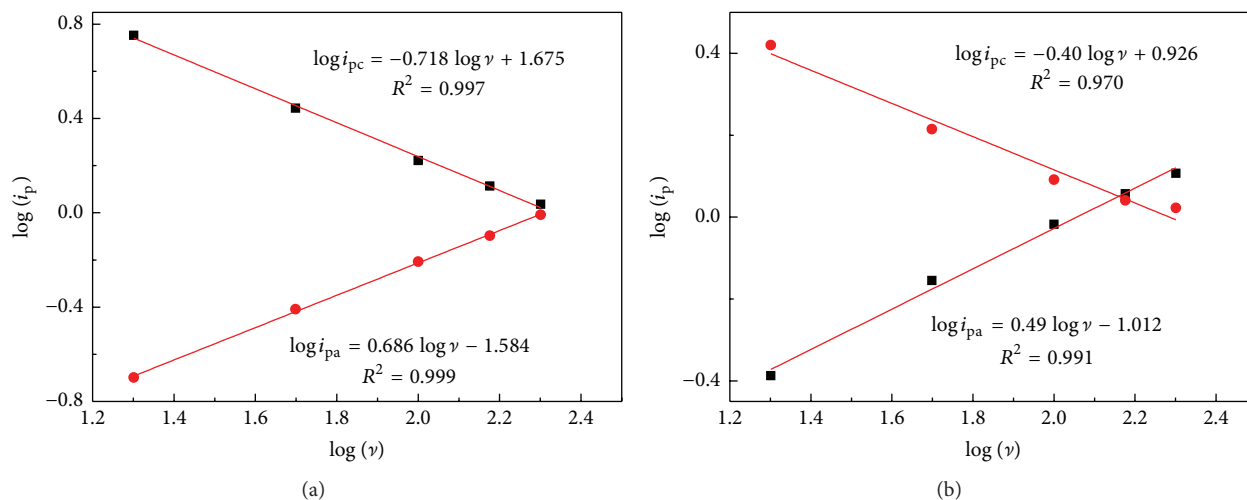 0.8
0.4
0.0
−0.4
−0.8
log (i_p)
log i_pc = −0.718 log ν + 1.675
R² = 0.997
log i_pa = 0.686 log ν − 1.584
R² = 0.999
1.2 1.4 1.6 1.8 2.0 2.2 2.4
log (ν)
(a)
0.4
0.0
−0.4
log (i_p)
log i_pc = −0.40 log ν + 0.926
R² = 0.970
log i_pa = 0.49 log ν − 1.012
R² = 0.991
1.2 1.4 1.6 1.8 2.0 2.2 2.4
log (ν)
(b)